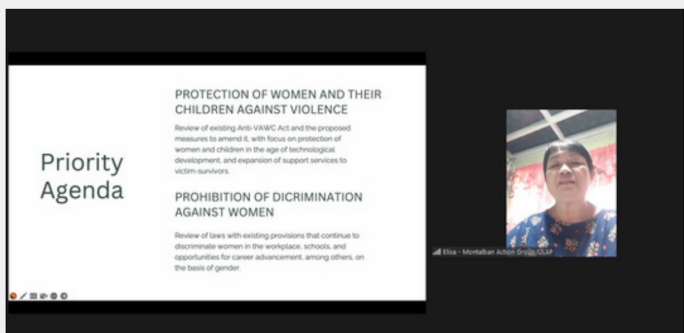 PROTECTION OF WOMEN AND THEIR
CHILDREN AGAINST VIOLENCE
Review of existing Anti-VAWC Act and the proposed
measures to amend it, with focus on protection of
women and children in the age of technological
development, and expansion of support services to
victim-survivors.
Priority
Agenda
PROHIBITION OF DICRIMINATION
AGAINST WOMEN
Review of laws with existing provisions that continue to
discriminate women in the workplace, schools, and
opportunities for career advancement, among others, on
the basis of gender.
Elisa - Montalban Action Group/ULAP